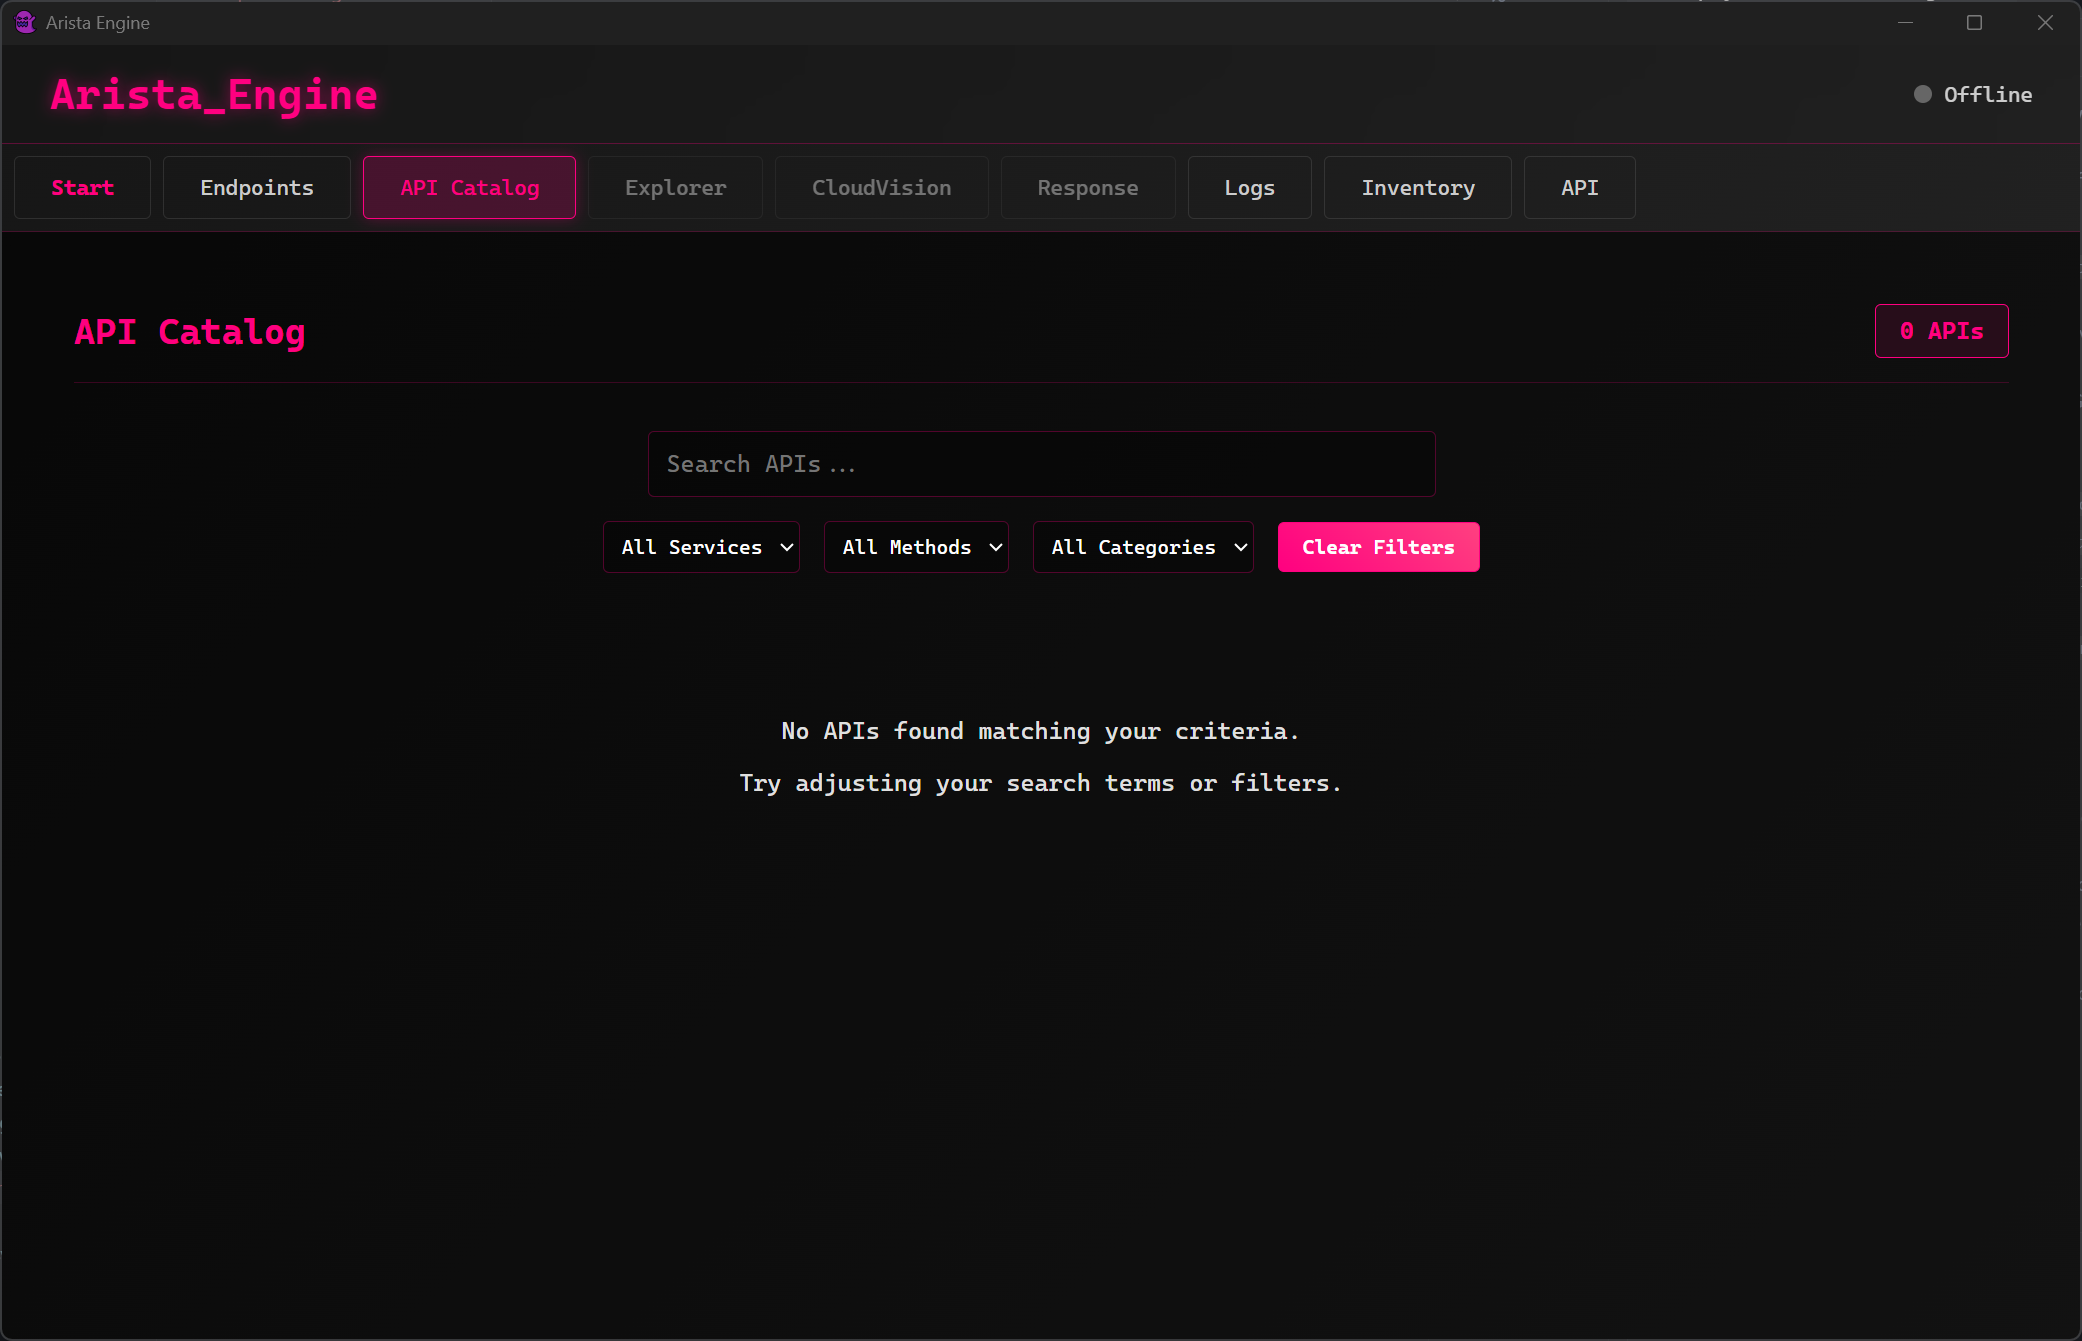 Arista Engine
Arista_Engine
Offline
Start
Endpoints
API Catalog
Explorer
CloudVision
Response
Logs
Inventory
API
API Catalog
0 APIs
Search APIs...
All Services
All Methods
All Categories
Clear Filters
No APIs found matching your criteria.
Try adjusting your search terms or filters.